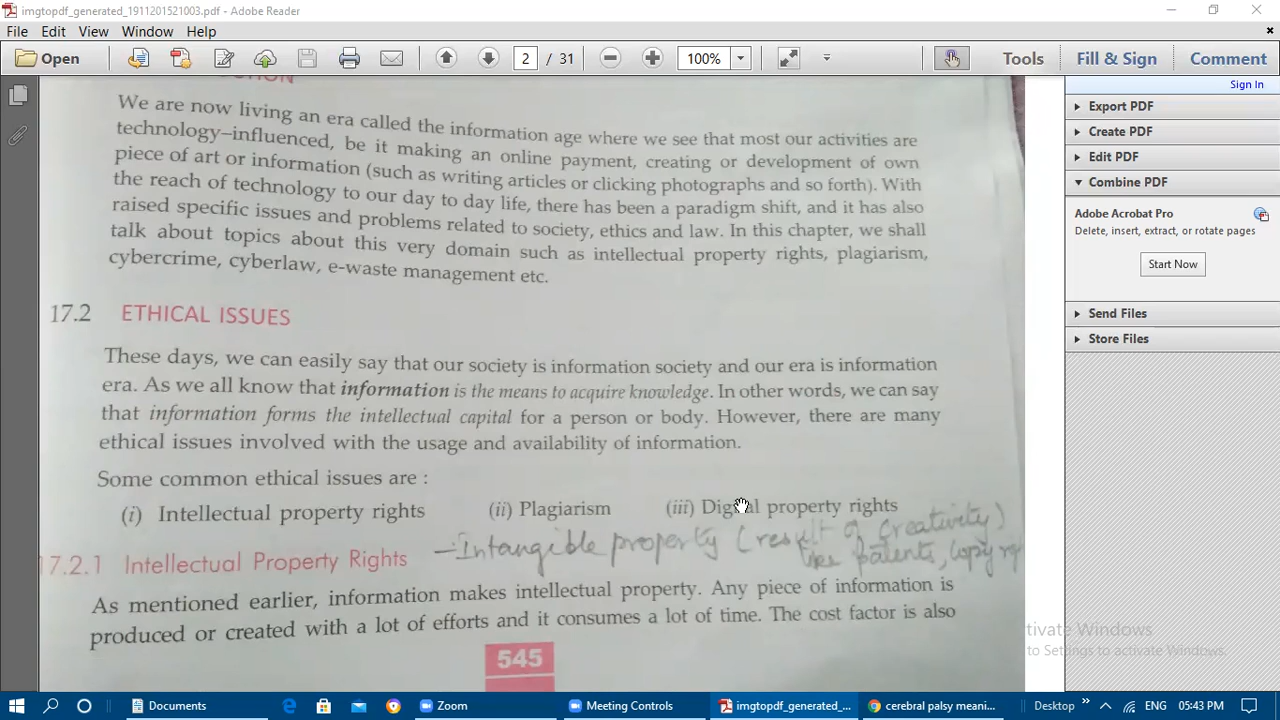 imgtopdf_generated_1911201521003.pdf - Adobe Reader
File Edit View Window Help
Open 2 / 31 100% Tools Fill & Sign Comment
Sign In
We are now living an era called the information age where we see that most our activities are
technology–influenced, be it making an online payment, creating or development of own
piece of art or information (such as writing articles or clicking photographs and so forth). With
the reach of technology to our day to day life, there has been a paradigm shift, and it has also
raised specific issues and problems related to society, ethics and law. In this chapter, we shall
talk about topics about this very domain such as intellectual property rights, plagiarism,
cybercrime, cyberlaw, e-waste management etc.
17.2 ETHICAL ISSUES
These days, we can easily say that our society is information society and our era is information
era. As we all know that information is the means to acquire knowledge. In other words, we can say
that information forms the intellectual capital for a person or body. However, there are many
ethical issues involved with the usage and availability of information.
Some common ethical issues are :
(i) Intellectual property rights (ii) Plagiarism (iii) Digital property rights
– Intangible property (result of creativity)
like patents,
17.2.1 Intellectual Property Rights
As mentioned earlier, information makes intellectual property. Any piece of information is
produced or created with a lot of efforts and it consumes a lot of time. The cost factor is also
545
Export PDF
Create PDF
Edit PDF
Combine PDF
Adobe Acrobat Pro
Delete, insert, extract, or rotate pages
Start Now
Send Files
Store Files
to Settings to activate Windows.
Documents
Zoom
Meeting Controls
imgtopdf_generated_...
cerebral palsy meani...
Desktop
ENG
05:43 PM